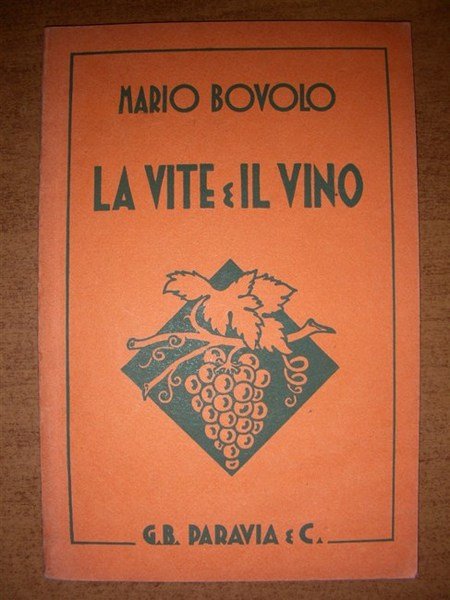 MARIO BOVOLO
LA VITE E IL VINO
G.B. PARAVIA E C.